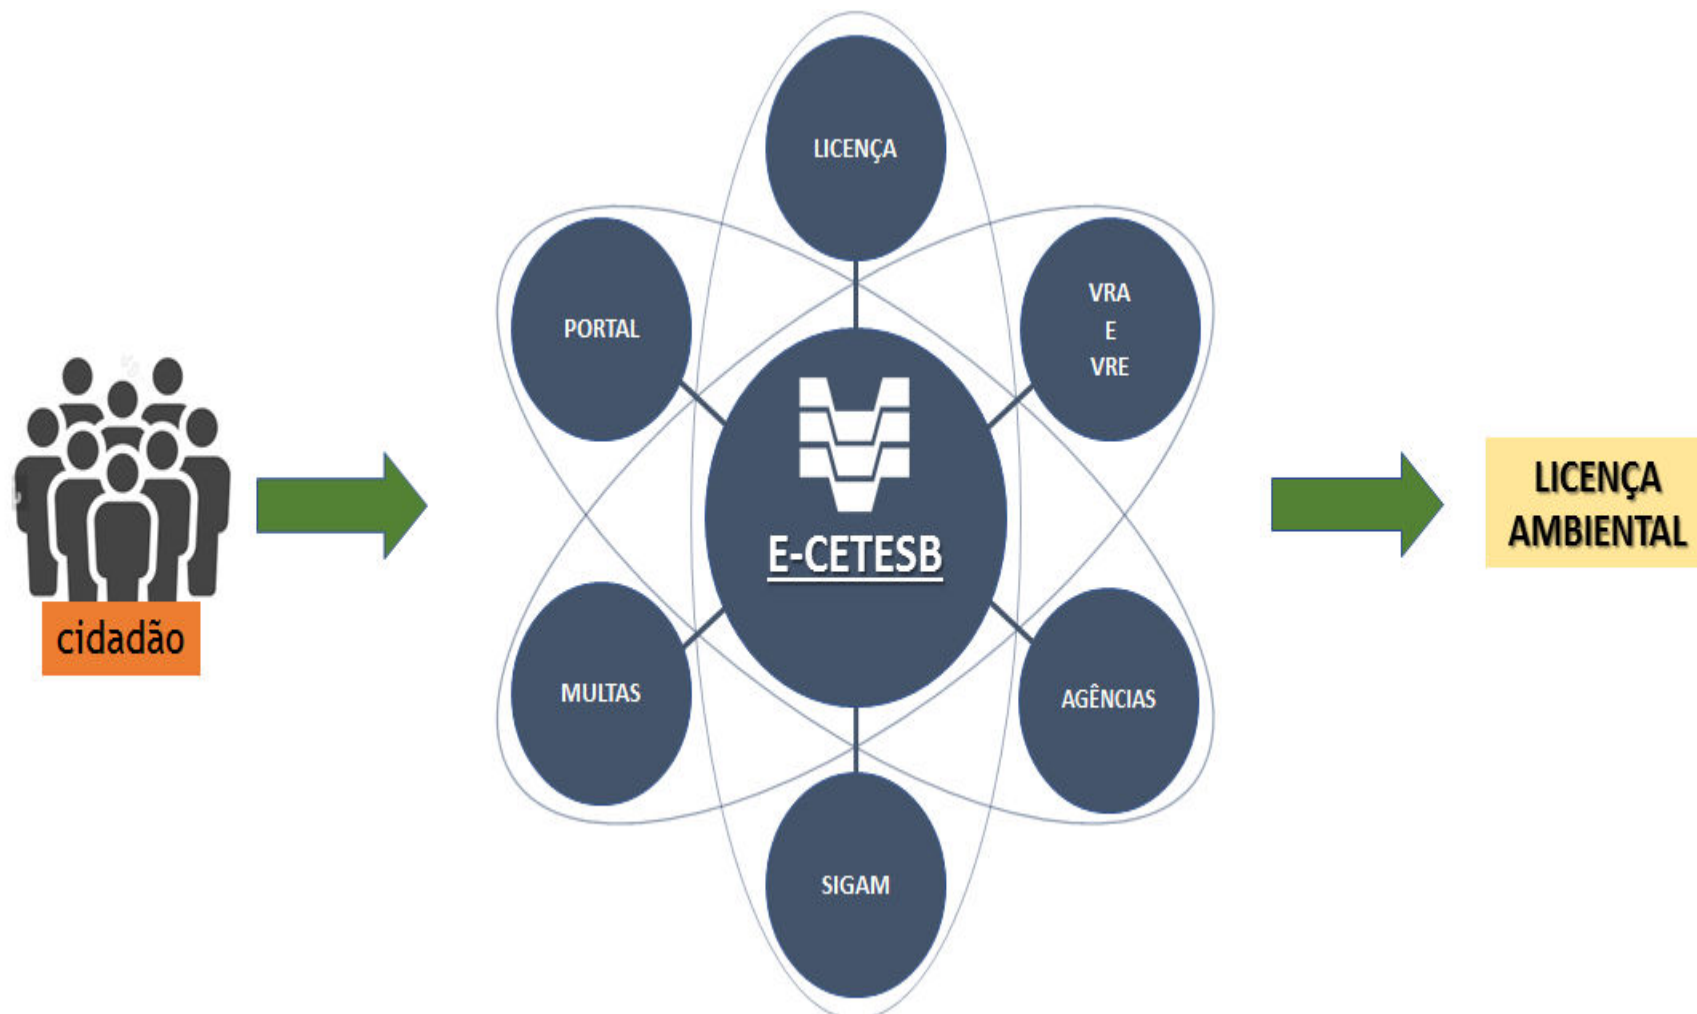 LICENÇA
PORTAL
VRA
E
VRE
E-CETESB
cidadão
MULTAS
AGÊNCIAS
SIGAM
LICENÇA
AMBIENTAL